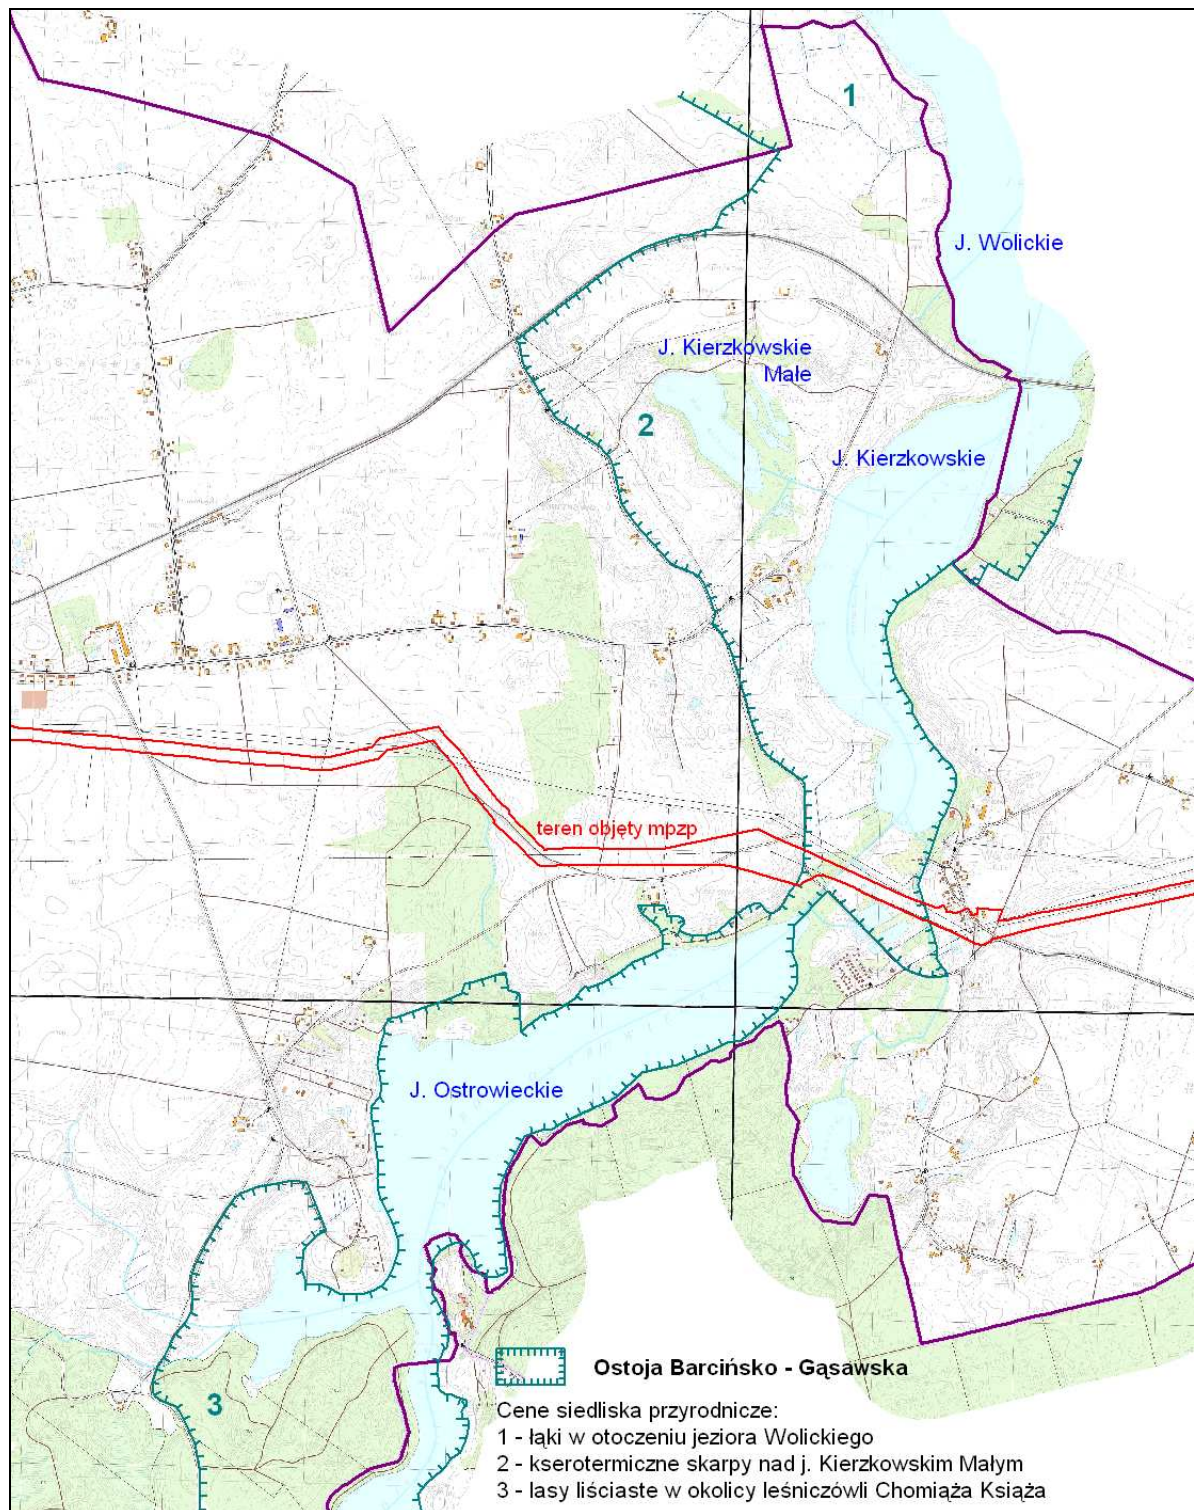 1
J. Wolickie
J. Kierzkowskie
Małe
2
J. Kierzkowskie
teren objęty mpzp
J. Ostrowieckie
3
Ostoja Barcińsko - Gąsawska
Cene siedliska przyrodnicze:
1 - łąki w otoczeniu jeziora Wolickiego
2 - kserotermiczne skarpy nad j. Kierzkowskim Małym
3 - lasy liściaste w okolicy leśniczówli Chomiąża Książa